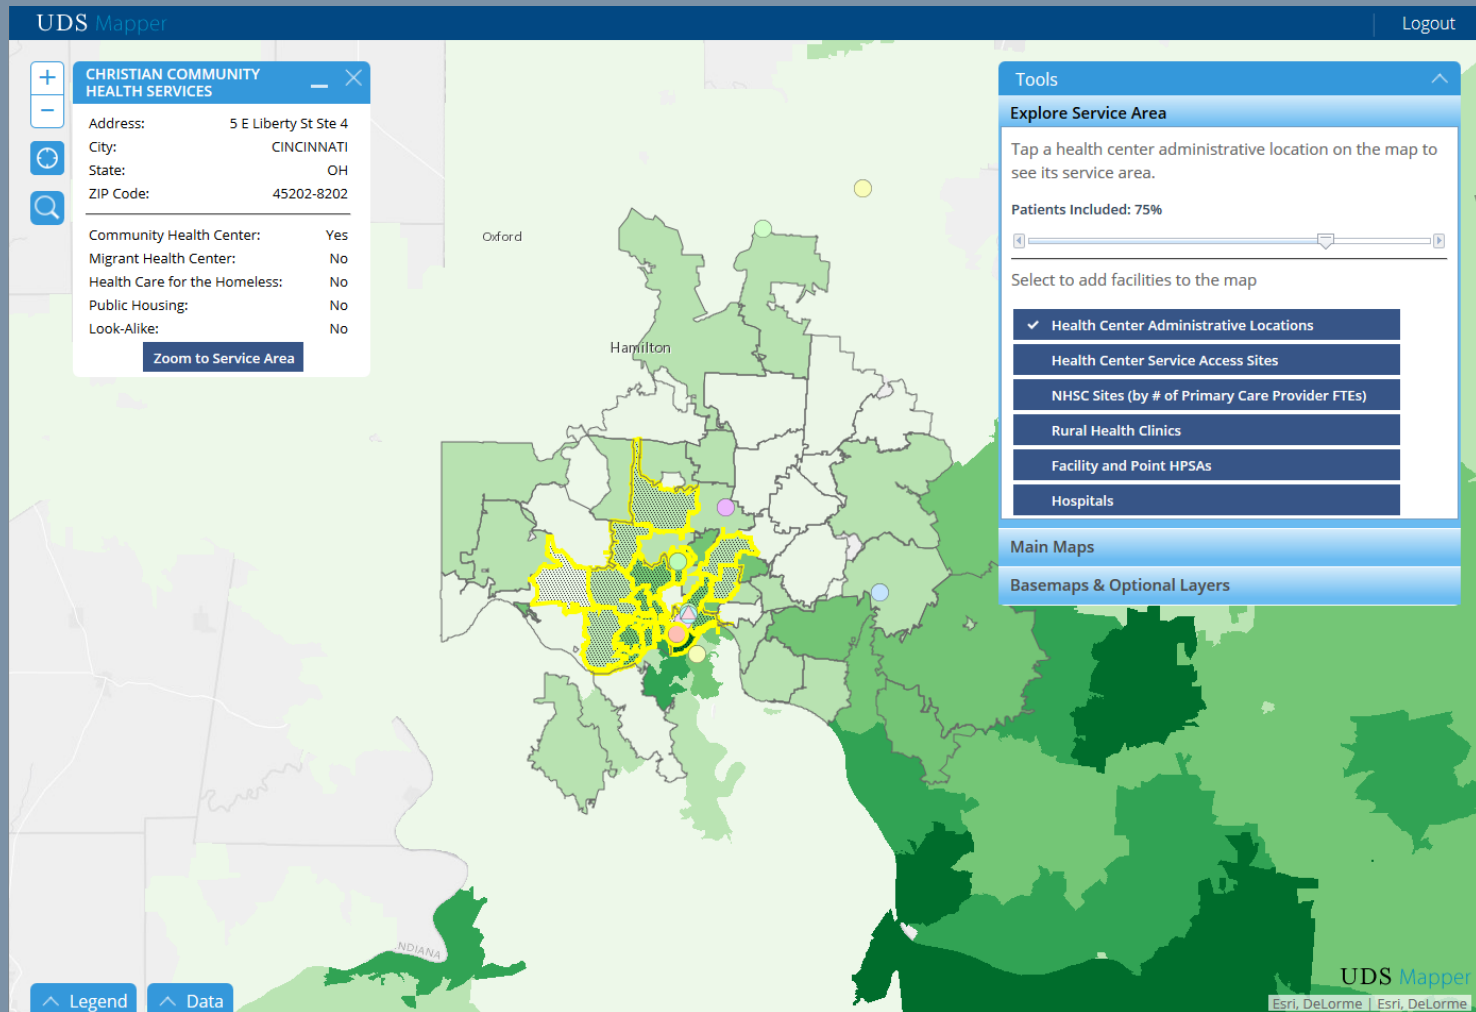 UDS Mapper
Logout
CHRISTIAN COMMUNITY
HEALTH SERVICES
Address: 5 E Liberty St Ste 4
City: CINCINNATI
State: OH
ZIP Code: 45202-8202
Community Health Center: Yes
Migrant Health Center: No
Health Care for the Homeless: No
Public Housing: No
Look-Alike: No
Zoom to Service Area
Oxford
Hamilton
Tools
Explore Service Area
Tap a health center administrative location on the map to
see its service area.
Patients Included: 75%
Select to add facilities to the map
Health Center Administrative Locations
Health Center Service Access Sites
NHSC Sites (by # of Primary Care Provider FTEs)
Rural Health Clinics
Facility and Point HPSAs
Hospitals
Main Maps
Basemaps & Optional Layers
NDIANA
Legend
Data
UDS Mapper
Esri, DeLorme | Esri, DeLorme